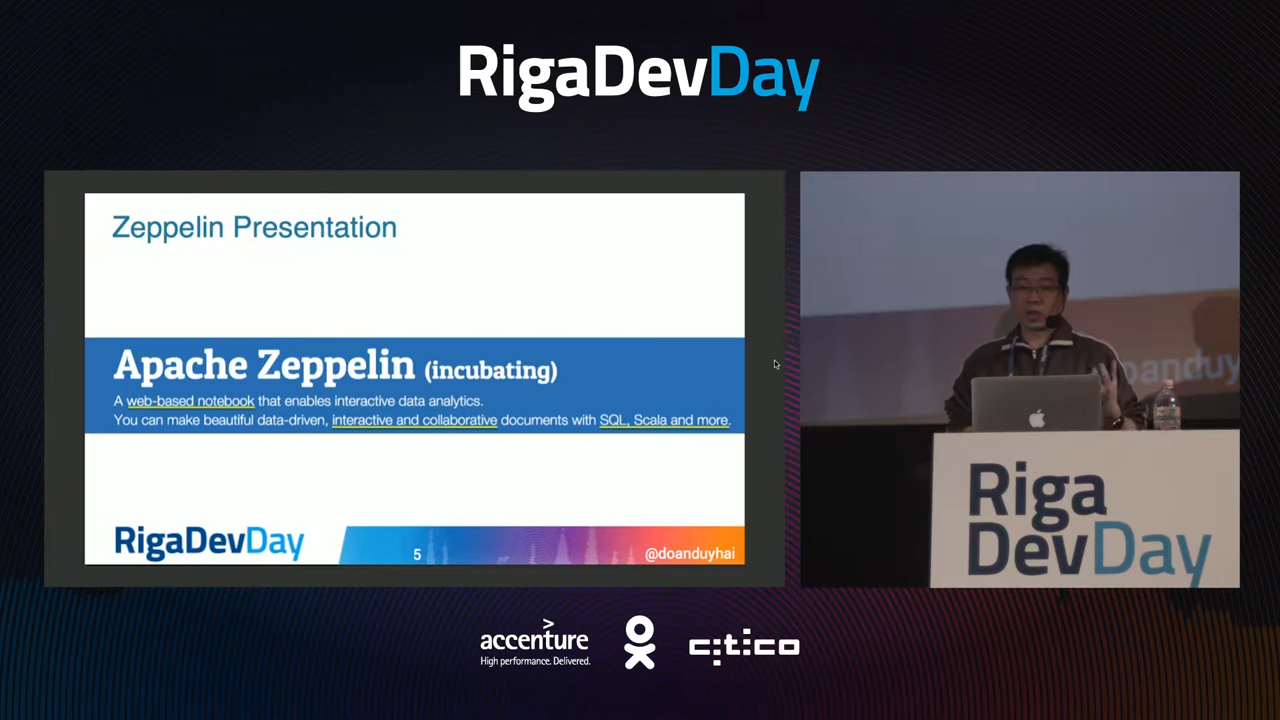 RigaDevDay
Zeppelin Presentation
Apache Zeppelin (incubating)
A web-based notebook that enables interactive data analytics.
You can make beautiful data-driven, interactive and collaborative documents with SQL, Scala and more.
RigaDevDay
5
@doanduyhai
doanduy
Riga
DevDay
accenture
High performance. Delivered.
citico